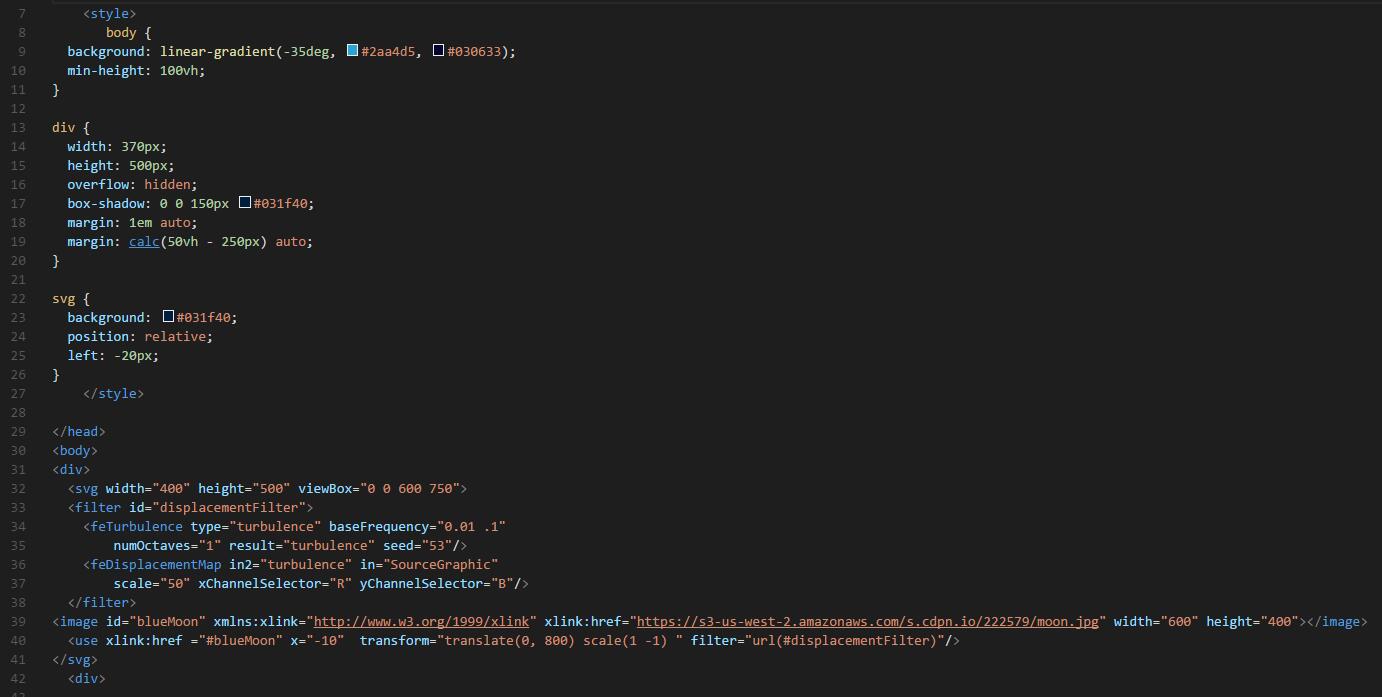 7 <style>
8 body {
9 background: linear-gradient(-35deg, #2aa4d5, #030633);
10 min-height: 100vh;
11 }
12
13 div {
14 width: 370px;
15 height: 500px;
16 overflow: hidden;
17 box-shadow: 0 0 150px #031f40;
18 margin: 1em auto;
19 margin: calc(50vh - 250px) auto;
20 }
21
22 svg {
23 background: #031f40;
24 position: relative;
25 left: -20px;
26 }
27 </style>
28
29 </head>
30 <body>
31 <div>
32 <svg width="400" height="500" viewBox="0 0 600 750">
33 <filter id="displacementFilter">
34 <feTurbulence type="turbulence" baseFrequency="0.01 .1"
35 numOctaves="1" result="turbulence" seed="53"/>
36 <feDisplacementMap in2="turbulence" in="SourceGraphic"
37 scale="50" xChannelSelector="R" yChannelSelector="B"/>
38 </filter>
39 <image id="blueMoon" xmlns:xlink="http://www.w3.org/1999/xlink" xlink:href="https://s3-us-west-2.amazonaws.com/s.cdpn.io/222579/moon.jpg" width="600" height="400"></image>
40 <use xlink:href ="#blueMoon" x="-10"  transform="translate(0, 800) scale(1 -1) " filter="url(#displacementFilter)"/>
41 </svg>
42 <div>